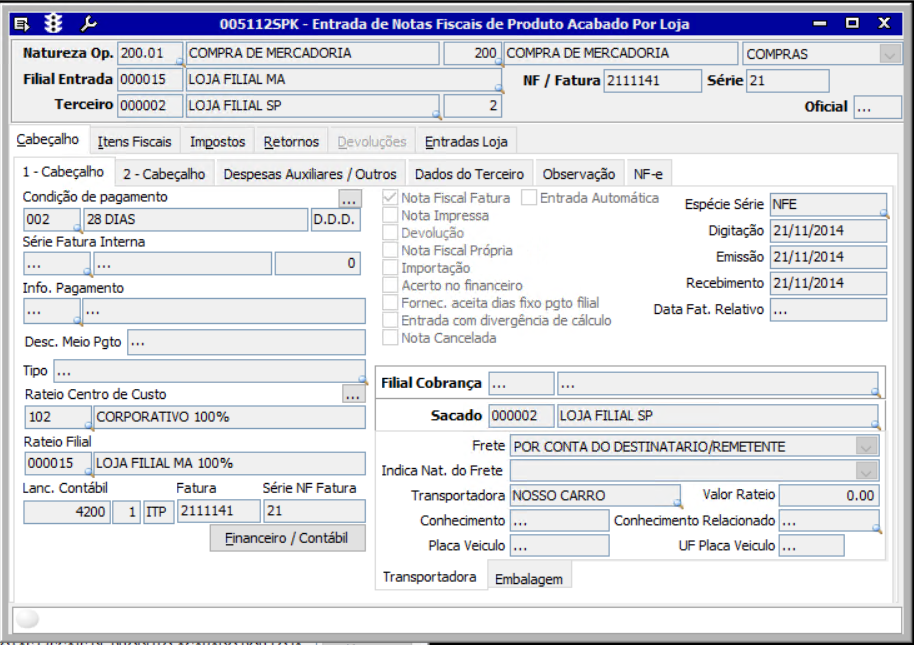 005112SPK - Entrada de Notas Fiscais de Produto Acabado Por Loja
Natureza Op. 200.01 COMPRA DE MERCADORIA 200 COMPRA DE MERCADORIA COMPRAS
Filial Entrada 000015 LOJA FILIAL MA NF / Fatura 2111141 Série 21
Terceiro 000002 LOJA FILIAL SP 2
Oficial ...
Cabeçalho Itens Fiscais Impostos Retornos Devoluções Entradas Loja
1 - Cabeçalho 2 - Cabeçalho Despesas Auxiliares / Outros Dados do Terceiro Observação NF-e
Condição de pagamento ...
002 28 DIAS D.D.D.
Série Fatura Interna
... ... 0
Info. Pagamento
... ...
Desc. Meio Pgto ...
Tipo ...
Rateio Centro de Custo ...
102 CORPORATIVO 100%
Rateio Filial
000015 LOJA FILIAL MA 100%
Lanc. Contábil Fatura Série NF Fatura
4200 1 ITP 2111141 21
Financeiro / Contábil
Nota Fiscal Fatura Entrada Automática
Nota Impressa
Devolução
Nota Fiscal Própria
Importação
Acerto no financeiro
Fornec. aceita dias fixo pgto filial
Entrada com divergência de cálculo
Nota Cancelada
Espécie Série NFE
Digitação 21/11/2014
Emissão 21/11/2014
Recebimento 21/11/2014
Data Fat. Relativo ...
Filial Cobrança ... ...
Sacado 000002 LOJA FILIAL SP
Frete POR CONTA DO DESTINATARIO/REMETENTE
Indica Nat. do Frete
Transportadora NOSSO CARRO Valor Rateio 0.00
Conhecimento ... Conhecimento Relacionado ...
Placa Veiculo ... UF Placa Veiculo ...
Transportadora Embalagem